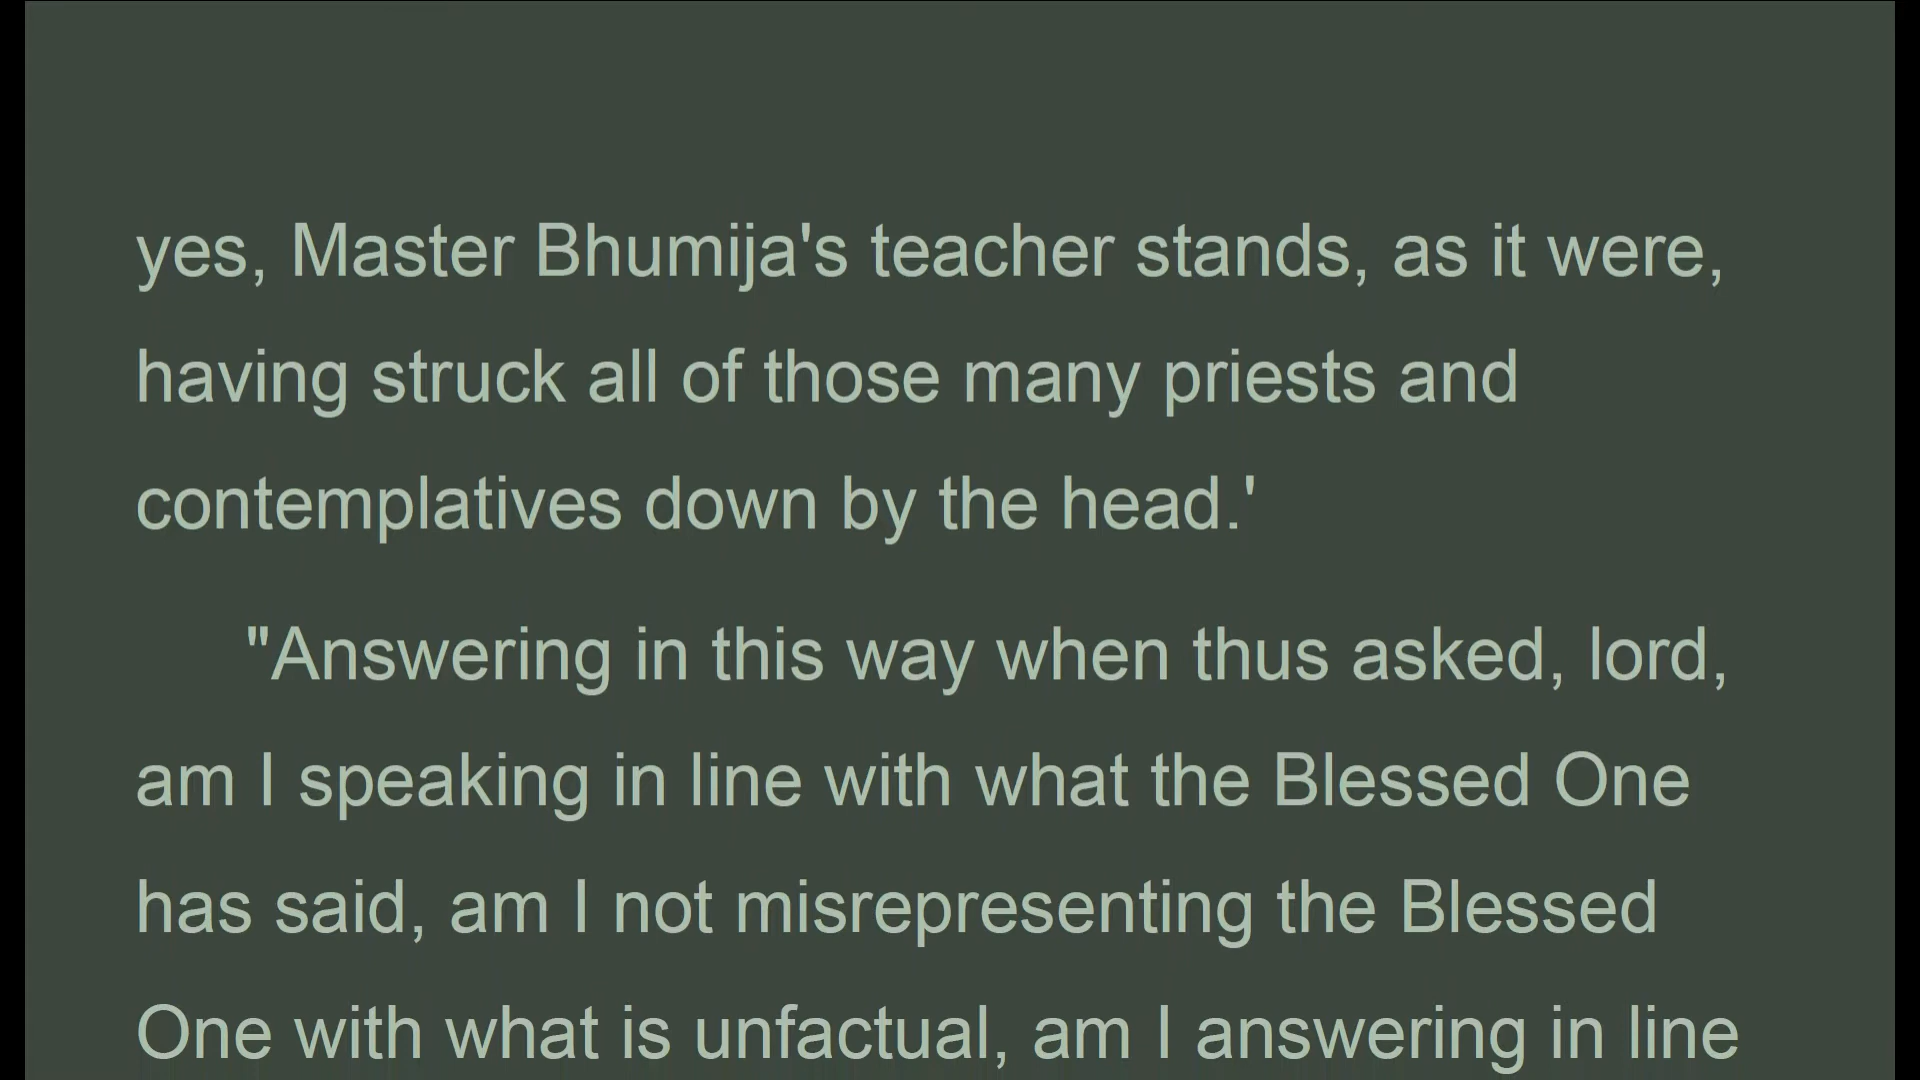 yes, Master Bhumija's teacher stands, as it were,
having struck all of those many priests and
contemplatives down by the head.'
"Answering in this way when thus asked, lord,
am I speaking in line with what the Blessed One
has said, am I not misrepresenting the Blessed
One with what is unfactual, am I answering in line